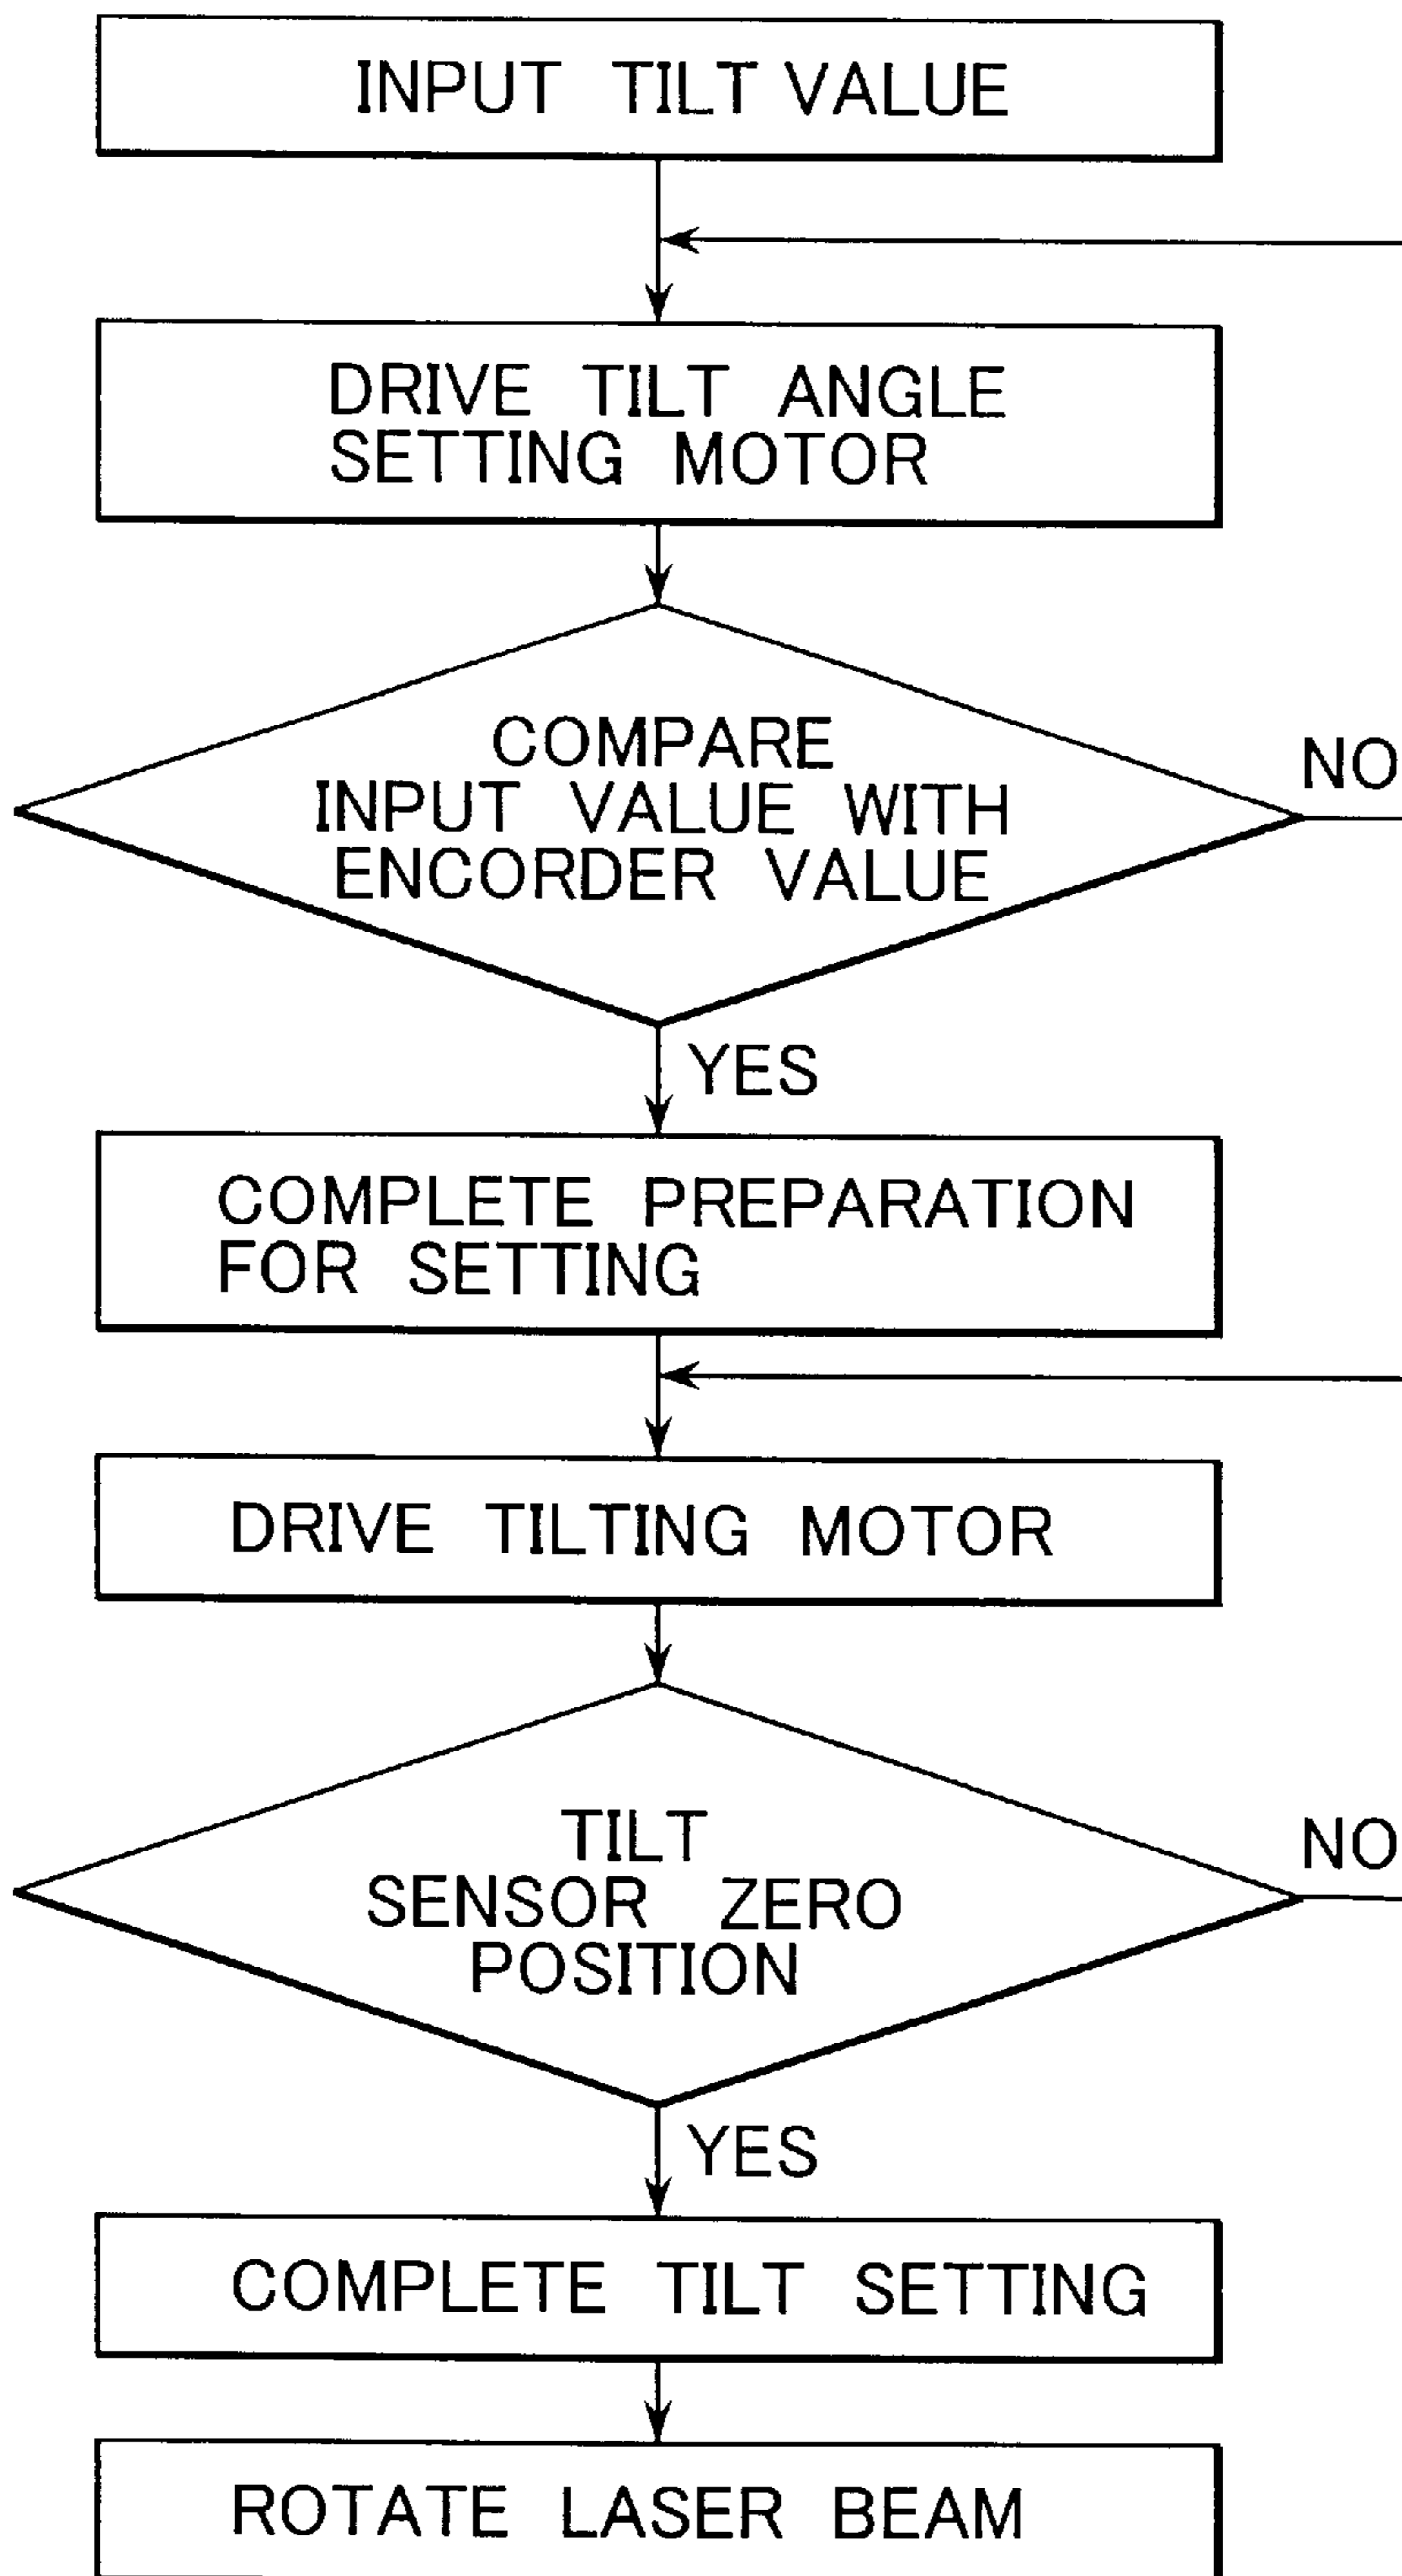 INPUT TILT VALUE
DRIVE TILT ANGLE
SETTING MOTOR
COMPARE
INPUT VALUE WITH
ENCORDER VALUE
NO
YES
COMPLETE PREPARATION
FOR SETTING
DRIVE TILTING MOTOR
TILT
SENSOR ZERO
POSITION
NO
YES
COMPLETE TILT SETTING
ROTATE LASER BEAM